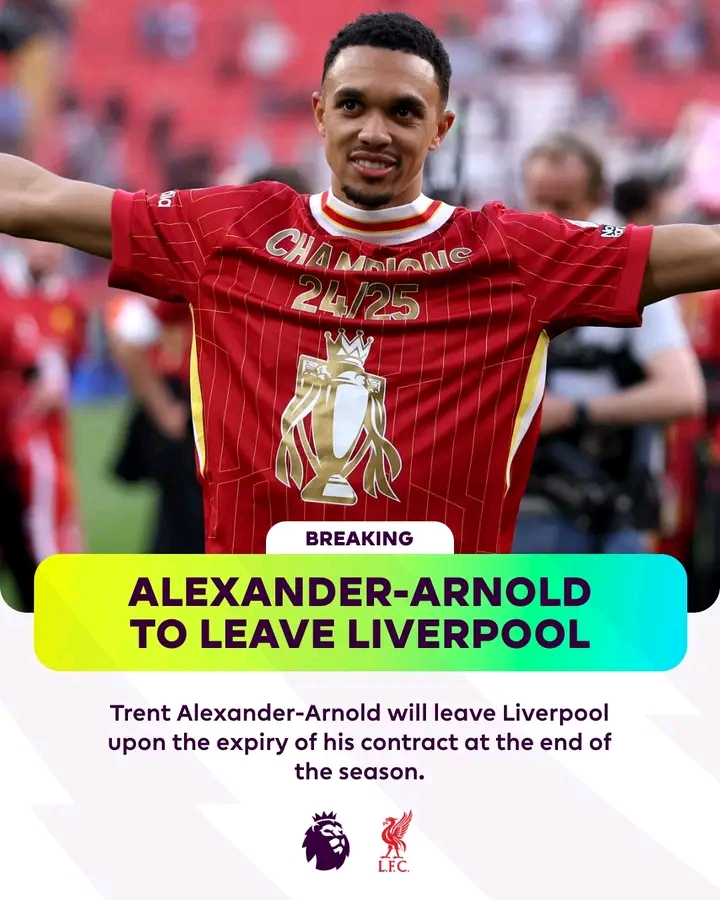 CHAMPIONS
24/25
BREAKING
ALEXANDER-ARNOLD
TO LEAVE LIVERPOOL
Trent Alexander-Arnold will leave Liverpool
upon the expiry of his contract at the end of
the season.
L.F.C.